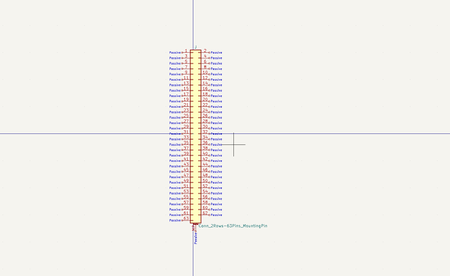 Passive 1 2 Passive
Passive 3 4 Passive
Passive 5 6 Passive
Passive 7 8 Passive
Passive 9 10 Passive
Passive 11 12 Passive
Passive 13 14 Passive
Passive 15 16 Passive
Passive 17 18 Passive
Passive 19 20 Passive
Passive 21 22 Passive
Passive 23 24 Passive
Passive 25 26 Passive
Passive 27 28 Passive
Passive 29 30 Passive
Passive 31 32 Passive
Passive 33 34 Passive
Passive 35 36 Passive
Passive 37 38 Passive
Passive 39 40 Passive
Passive 41 42 Passive
Passive 43 44 Passive
Passive 45 46 Passive
Passive 47 48 Passive
Passive 49 50 Passive
Passive 51 52 Passive
Passive 53 54 Passive
Passive 55 56 Passive
Passive 57 58 Passive
Passive 59 60 Passive
Passive 61 62 Passive
Passive 63
Conn_2Rows-63Pins_MountingPin
Passive